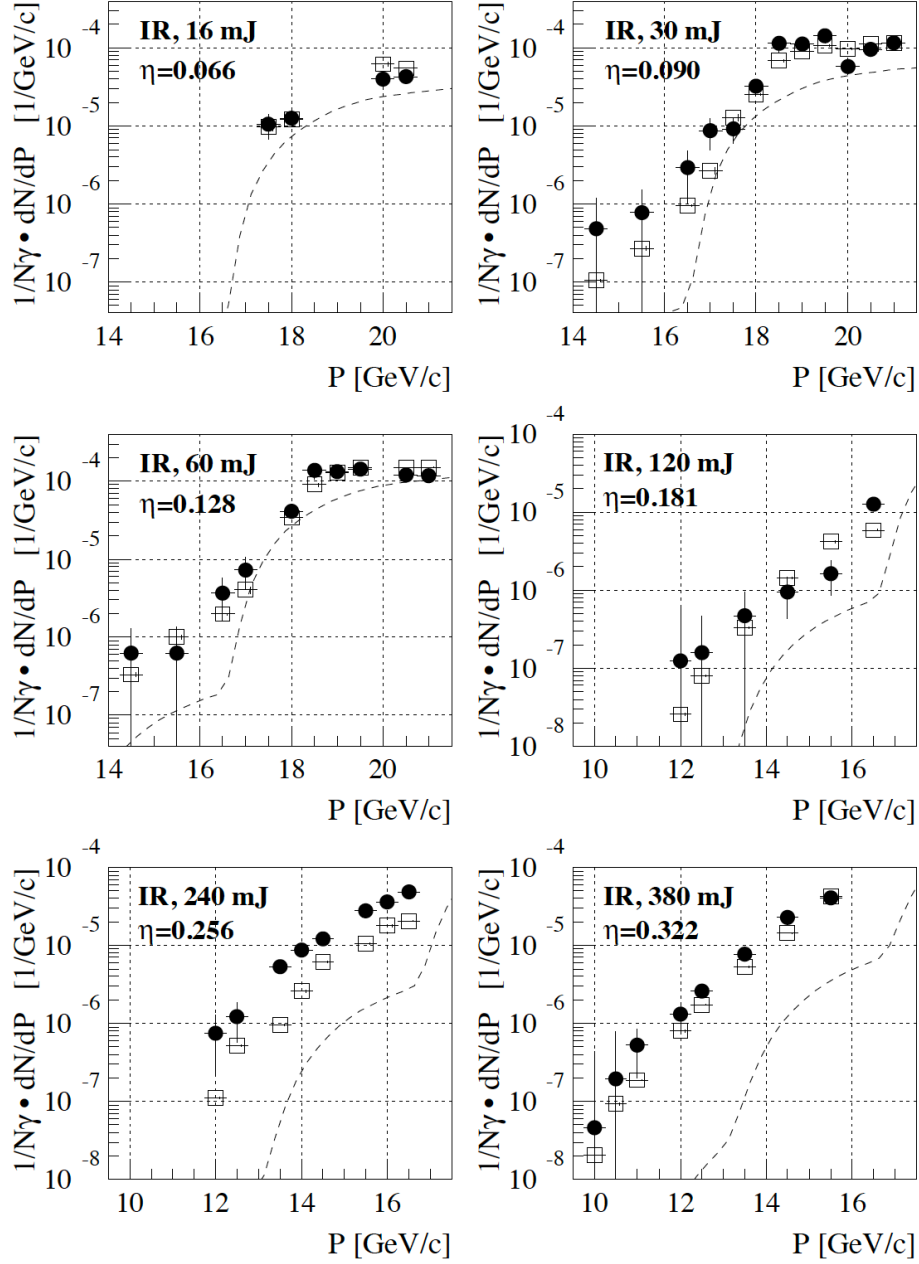 IR, 16 mJ
η=0.066
1/Nγ • dN/dP [1/GeV/c]
10 -4
10 -5
10 -6
10 -7
14 16 18 20
P [GeV/c]
IR, 30 mJ
η=0.090
1/Nγ • dN/dP [1/GeV/c]
10 -4
10 -5
10 -6
10 -7
14 16 18 20
P [GeV/c]
IR, 60 mJ
η=0.128
1/Nγ • dN/dP [1/GeV/c]
10 -4
10 -5
10 -6
10 -7
14 16 18 20
P [GeV/c]
IR, 120 mJ
η=0.181
1/Nγ • dN/dP [1/GeV/c]
10 -4
10 -5
10 -6
10 -7
10 -8
10 12 14 16
P [GeV/c]
IR, 240 mJ
η=0.256
1/Nγ • dN/dP [1/GeV/c]
10 -4
10 -5
10 -6
10 -7
10 -8
10 12 14 16
P [GeV/c]
IR, 380 mJ
η=0.322
1/Nγ • dN/dP [1/GeV/c]
10 -4
10 -5
10 -6
10 -7
10 -8
10 12 14 16
P [GeV/c]